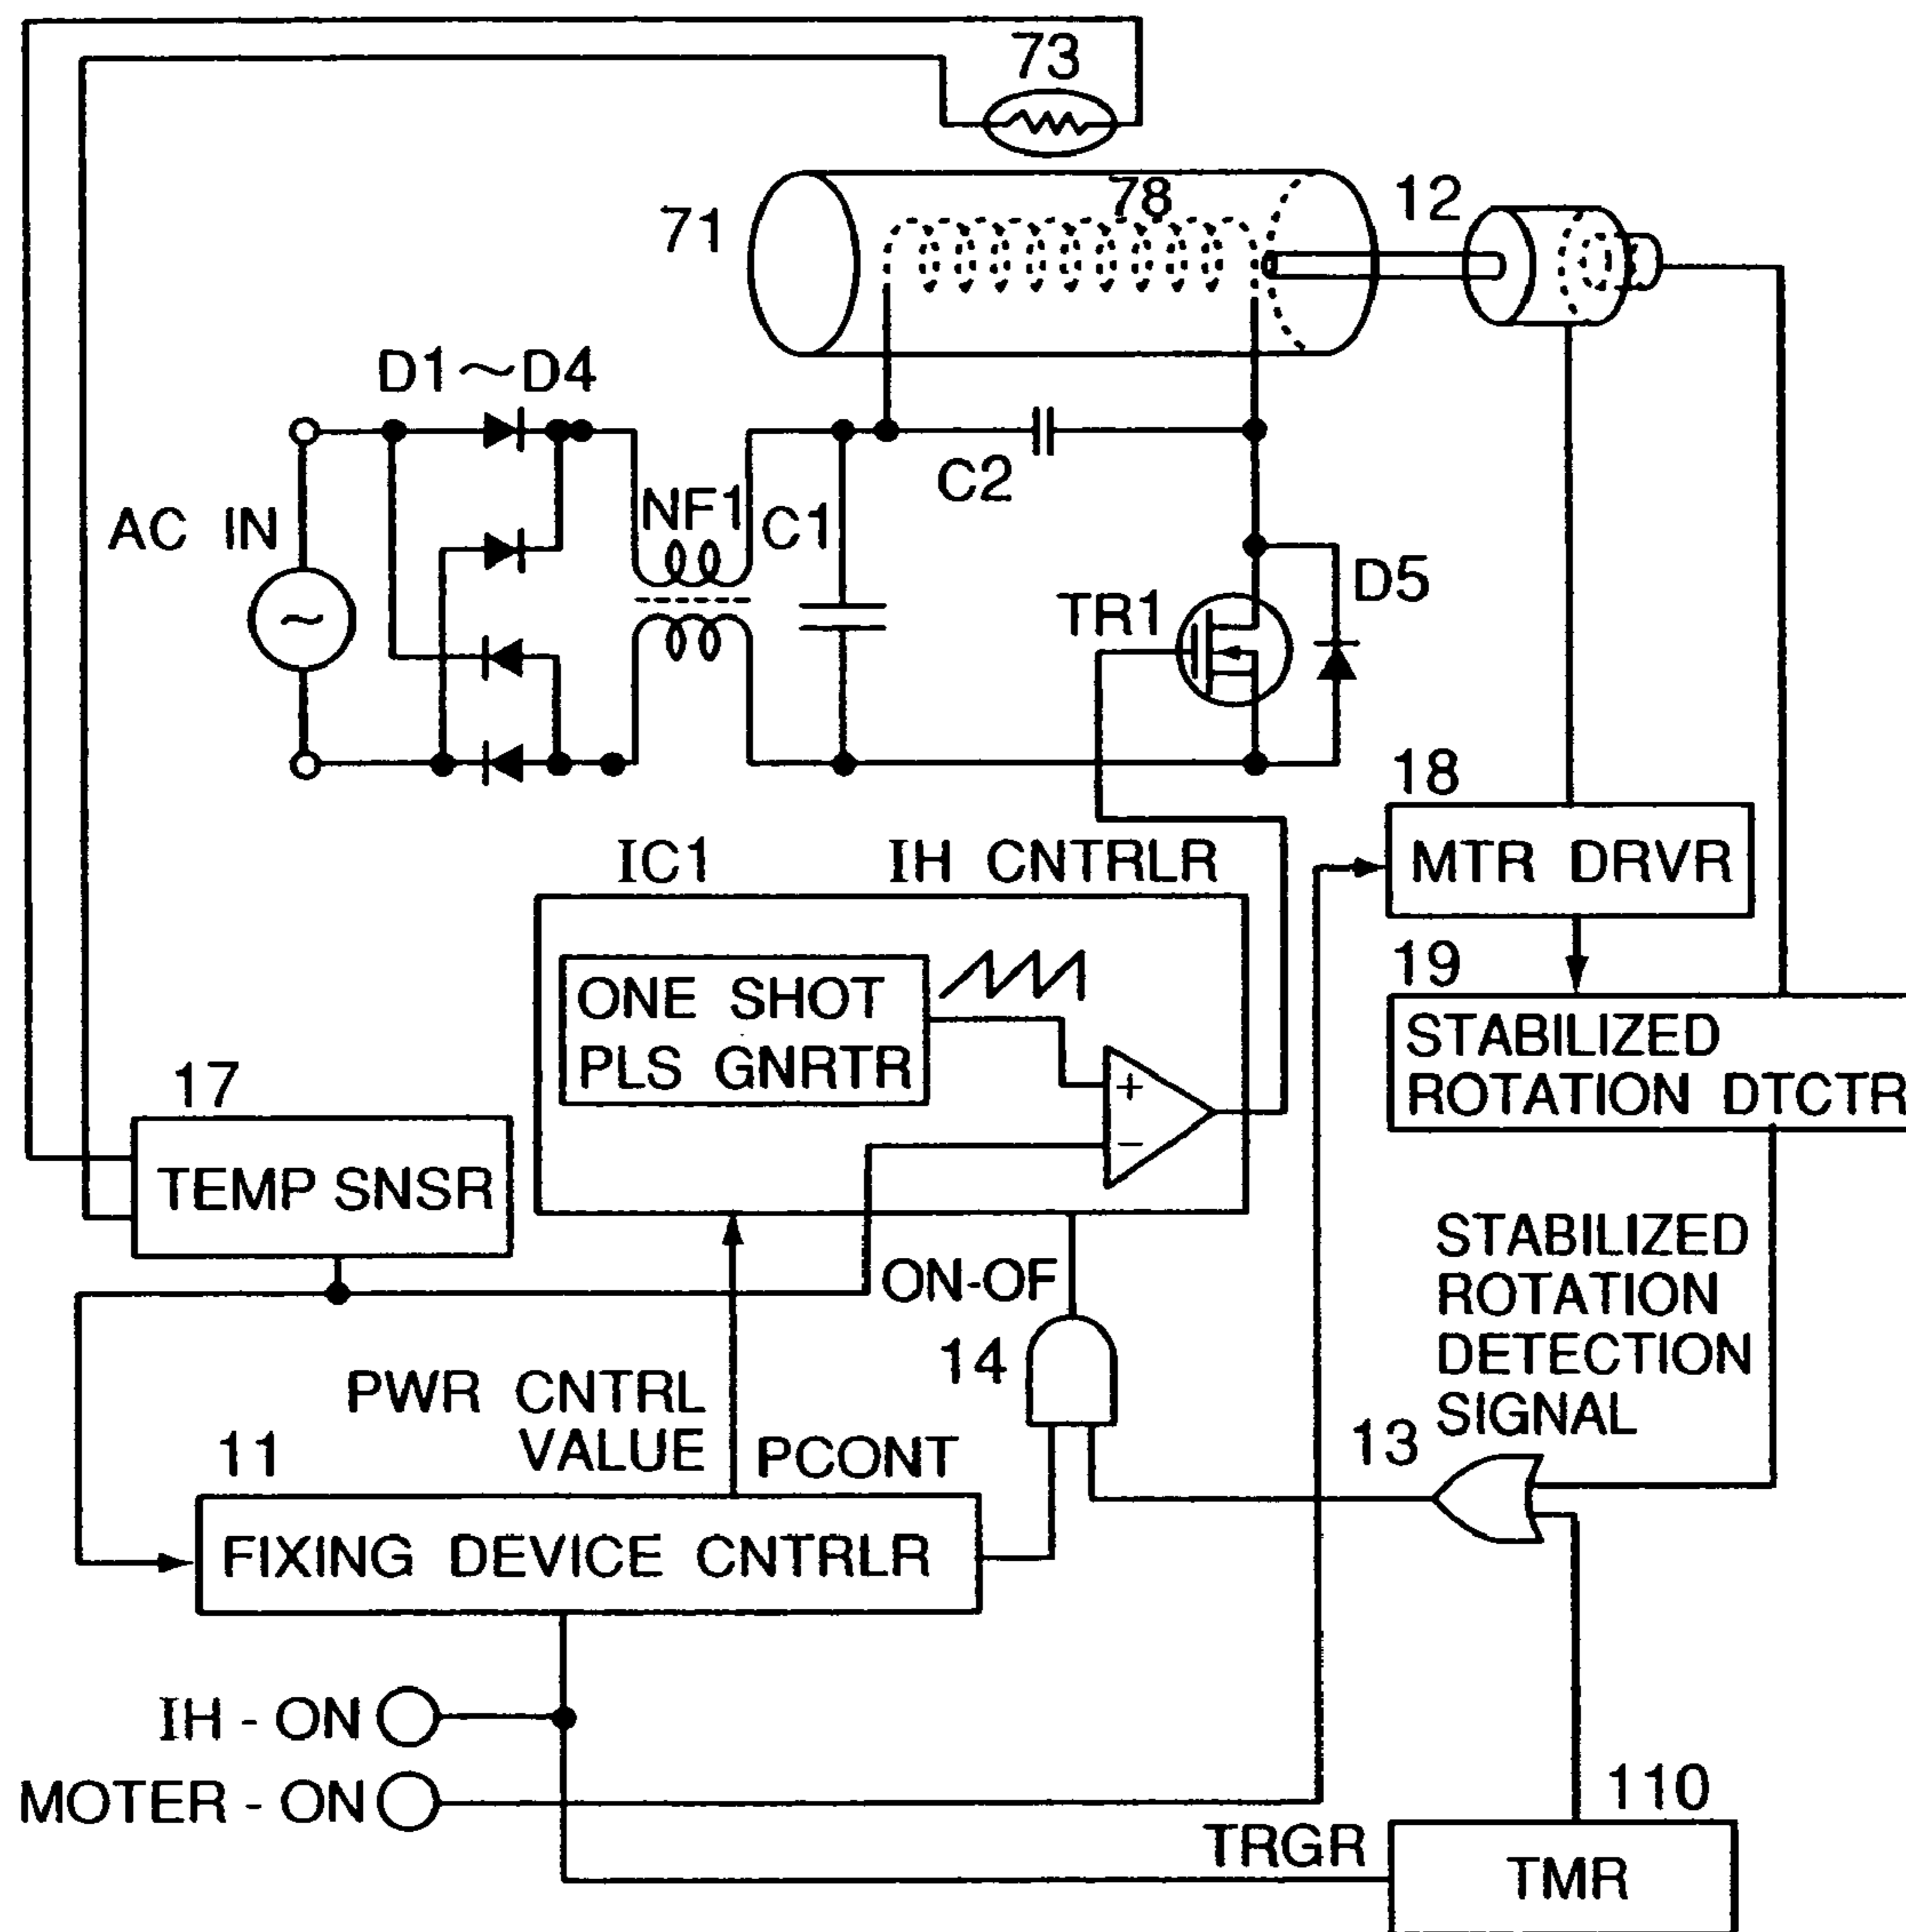 73
78
12
71
D1～D4
C2
AC IN
NF1
C1
D5
TR1
18
IC1
IH CNTRLR
MTR DRVR
ONE SHOT
PLS GNRTR
+
−
19
STABILIZED
ROTATION DTCTR
17
TEMP SNSR
STABILIZED
ROTATION
DETECTION
SIGNAL
ON-OF
14
PWR CNTRL
VALUE
PCONT
13
11
FIXING DEVICE CNTRLR
IH - ON
MOTER - ON
110
TRGR
TMR